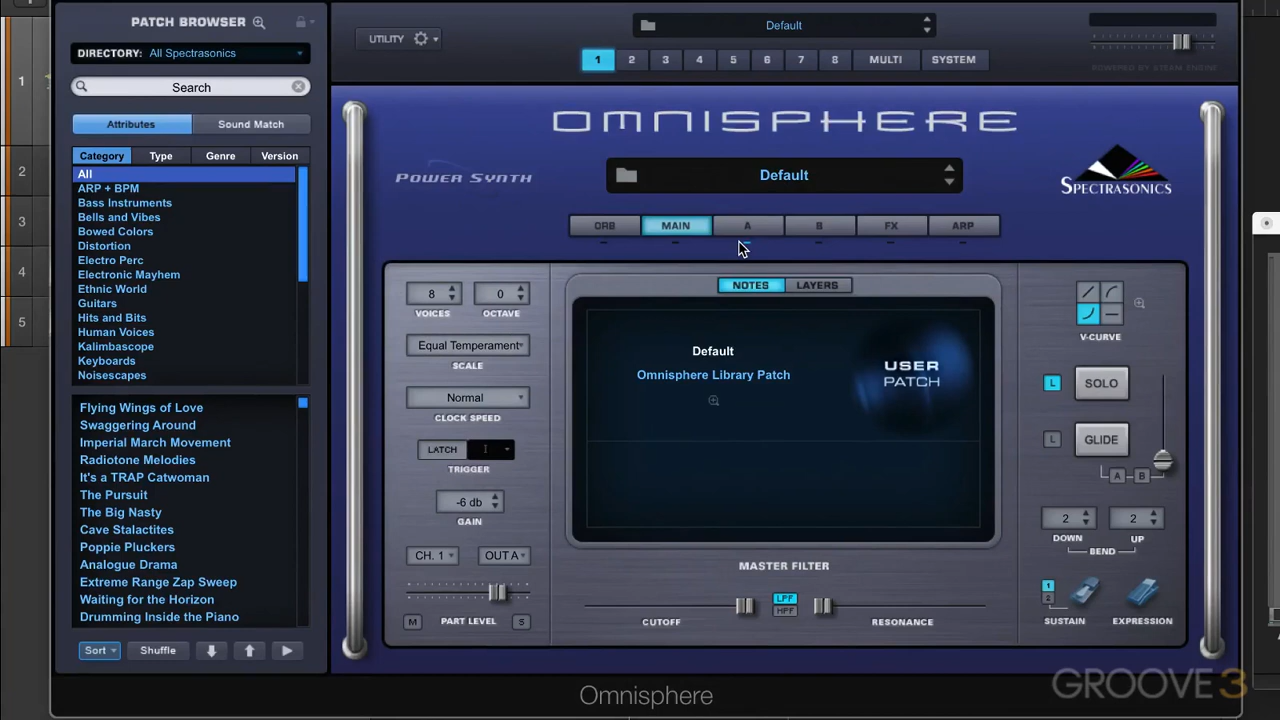 PATCH BROWSER
DIRECTORY: All Spectrasonics
Search
Attributes
Sound Match
Category
Type
Genre
Version
All
ARP + BPM
Bass Instruments
Bells and Vibes
Bowed Colors
Distortion
Electro Perc
Electronic Mayhem
Ethnic World
Guitars
Hits and Bits
Human Voices
Kalimbascope
Keyboards
Noisescapes
Flying Wings of Love
Swaggering Around
Imperial March Movement
Radiotone Melodies
It's a TRAP Catwoman
The Pursuit
The Big Nasty
Cave Stalactites
Poppie Pluckers
Analogue Drama
Extreme Range Zap Sweep
Waiting for the Horizon
Drumming Inside the Piano
Sort
Shuffle
1
2
3
4
5
UTILITY
Default
1 2 3 4 5 6 7 8 MULTI SYSTEM
POWERED BY STEAM ENGINE
OMNISPHERE
POWER SYNTH
Default
SPECTRASONICS
ORB MAIN A B FX ARP
8 0
VOICES OCTAVE
Equal Temperament
SCALE
Normal
CLOCK SPEED
LATCH
TRIGGER
-6 db
GAIN
CH. 1 OUT A
M PART LEVEL S
NOTES LAYERS
Default
Omnisphere Library Patch
USER
PATCH
MASTER FILTER
LPF
HPF
CUTOFF RESONANCE
V-CURVE
L SOLO
L GLIDE
A B
2 2
DOWN UP
BEND
1
2
SUSTAIN EXPRESSION
Omnisphere
GROOVE3